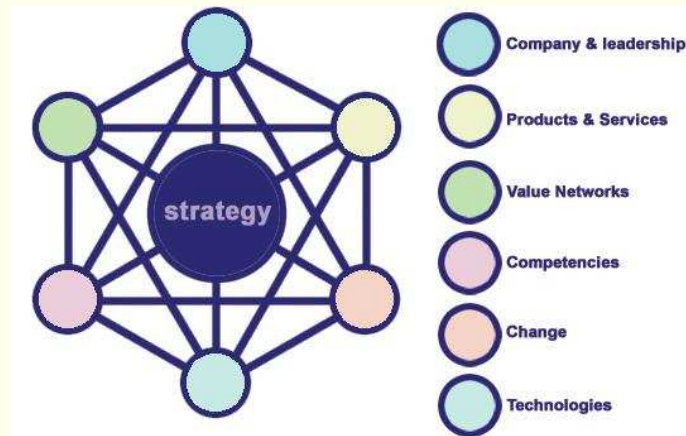 strategy
Company & leadership
Products & Services
Value Networks
Competencies
Change
Technologies